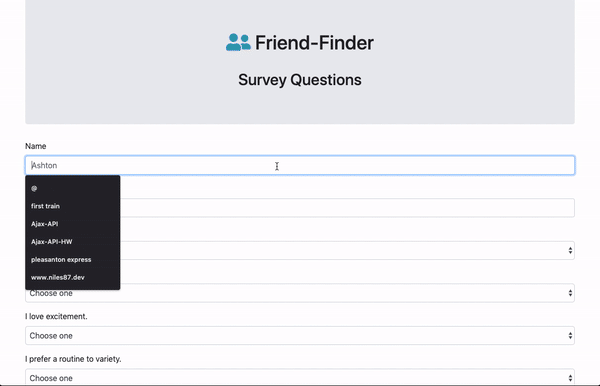 Friend-Finder
Survey Questions
Name
Ashton
@
first train
Ajax-API
Ajax-API-HW
pleasanton express
www.niles87.dev
Choose one
I love excitement.
Choose one
I prefer a routine to variety.
Choose one